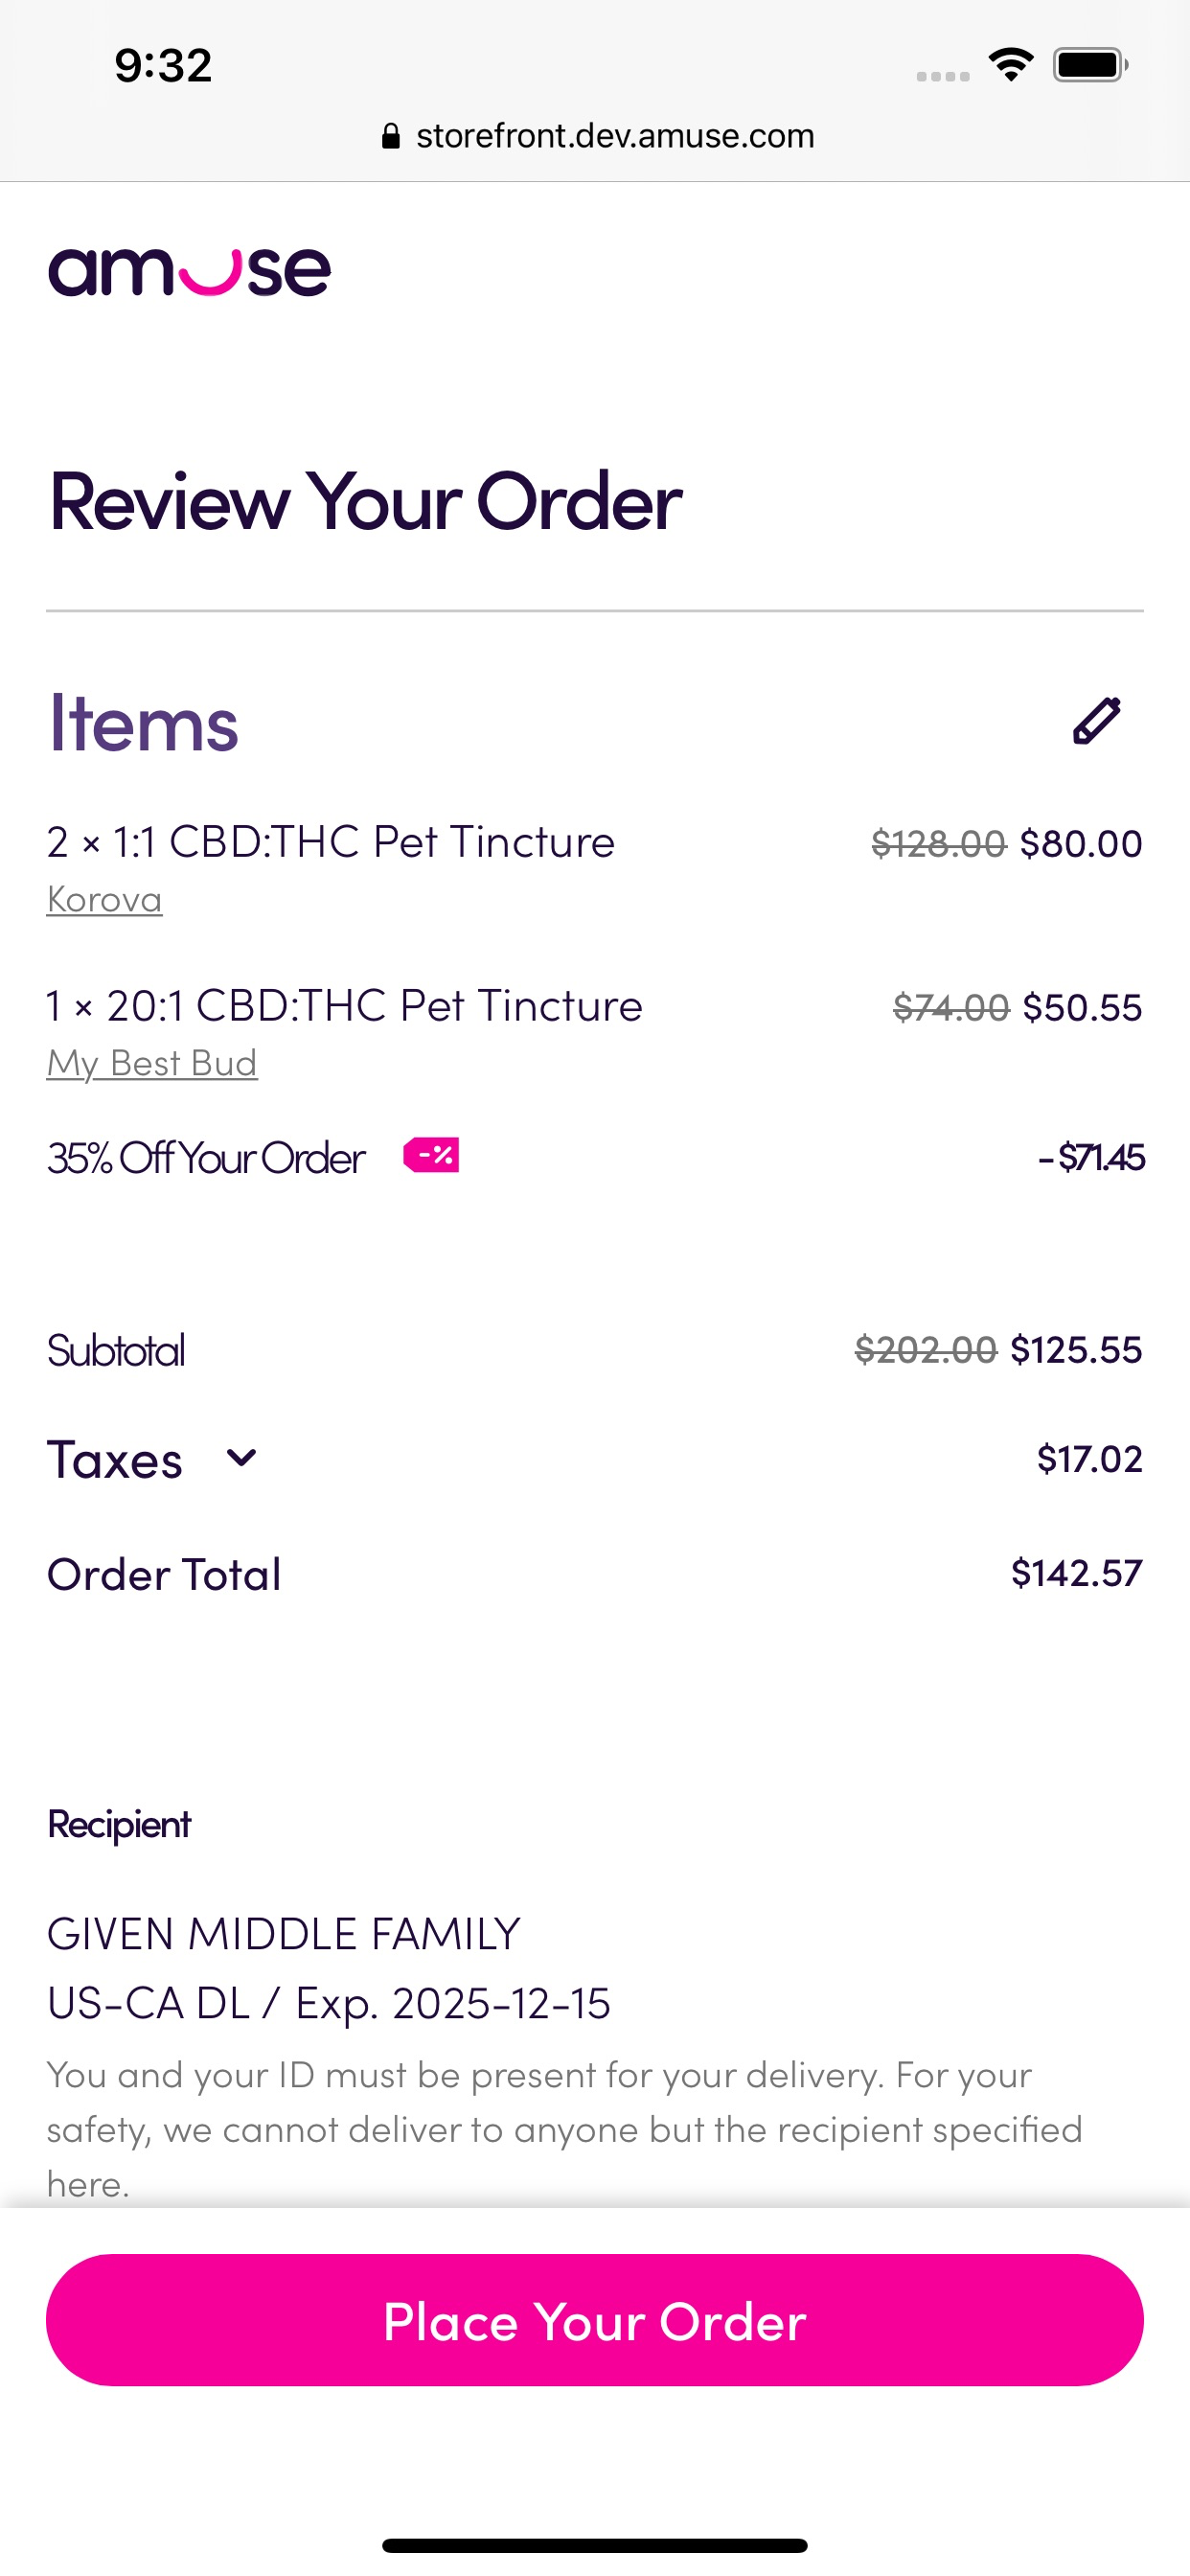 9:32
storefront.dev.amuse.com
amuse
Review Your Order
Items
2 × 1:1 CBD:THC Pet Tincture $128.00 $80.00
Korova
1 × 20:1 CBD:THC Pet Tincture $74.00 $50.55
My Best Bud
35% Off Your Order -% -$71.45
Subtotal $202.00 $125.55
Taxes $17.02
Order Total $142.57
Recipient
GIVEN MIDDLE FAMILY
US-CA DL / Exp. 2025-12-15
You and your ID must be present for your delivery. For your
safety, we cannot deliver to anyone but the recipient specified
here.
Place Your Order